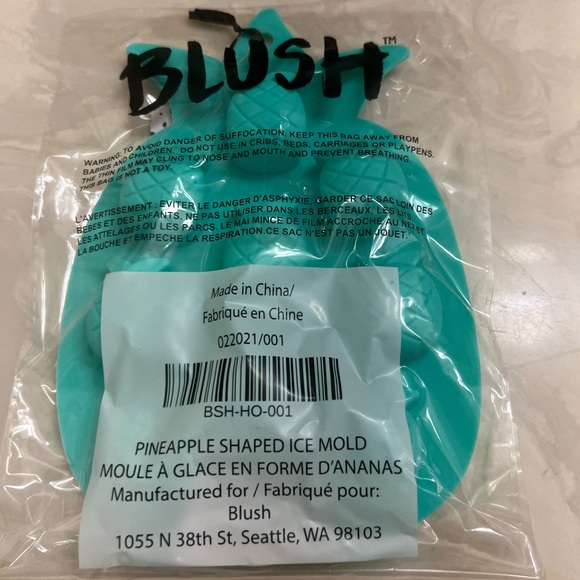 BLUSH™
WARNING: TO AVOID DANGER OF SUFFOCATION, KEEP THIS BAG AWAY FROM
BABIES AND CHILDREN. DO NOT USE IN CRIBS, BEDS, CARRIAGES OR PLAYPENS.
THE THIN FILM MAY CLING TO NOSE AND MOUTH AND PREVENT BREATHING.
THIS BAG IS NOT A TOY.
L'AVERTISSEMENT : EVITER LE DANGER D'ASPHYXIE, GARDER CE SAC LOIN DES
BEBES ET DES ENFANTS. NE PAS UTILISER DANS LES BERCEAUX, LES LITS,
LES ATTELAGES OU LES PARCS. LE MAI MINCE DE FILM ACCROCHE AU NEZ ET
LA BOUCHE ET EMPECHE LA RESPIRATION.CE SAC N'EST PAS UN JOUET.
Made in China/
Fabriqué en Chine
022021/001
BSH-HO-001
PINEAPPLE SHAPED ICE MOLD
MOULE À GLACE EN FORME D'ANANAS
Manufactured for / Fabriqué pour:
Blush
1055 N 38th St, Seattle, WA 98103